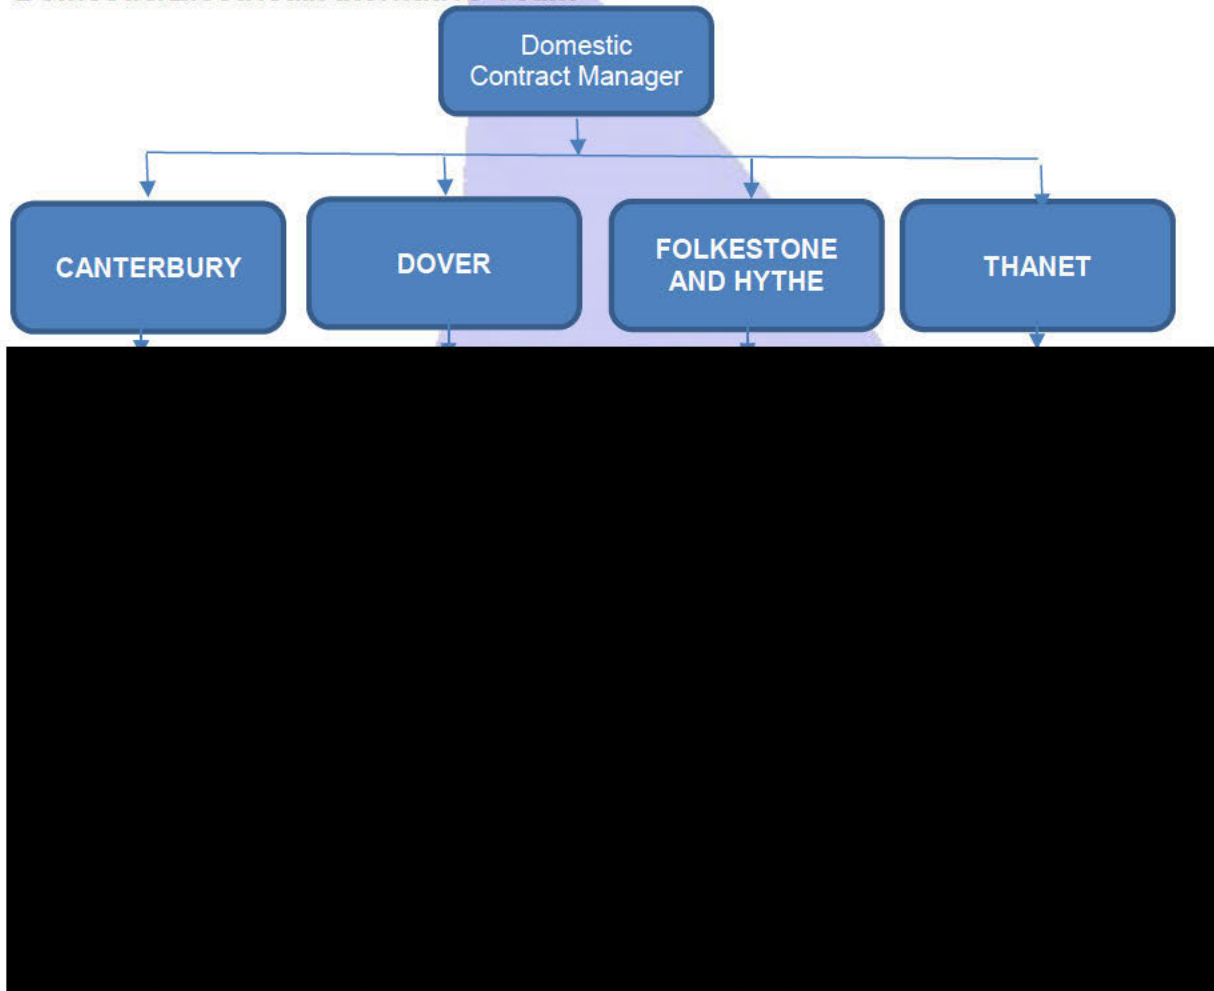 Domestic
Contract Manager
CANTERBURY
DOVER
FOLKESTONE
AND HYTHE
THANET